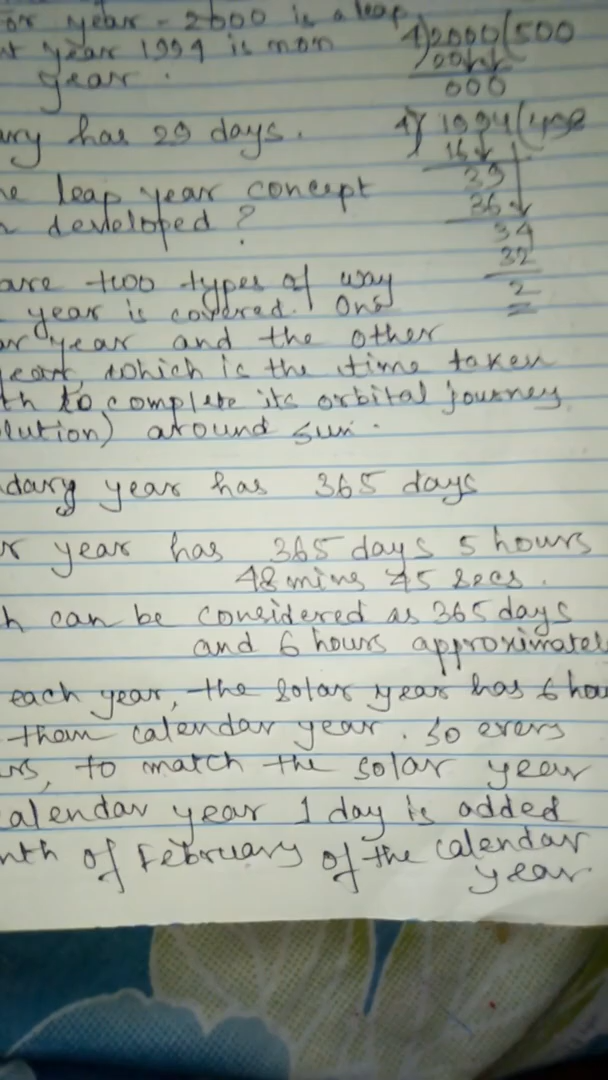 for year - 2000 is a leap
4)2000(500
year 1994 is non
00
year.
000
has 29 days.
4) 1994(498
16
leap year concept
39
developed ?
36
34
are two types of way
32
year is covered. One
2
year and the other
which is the time taken
to complete its orbital journey
around sun.
year has 365 days
year has 365 days 5 hours
48 mins 45 secs.
can be considered as 365 days
and 6 hours approximatel
each year, the solar year has 6 hou
than calendar year. So every
to match the solar year
calendar year 1 day is added
of February of the calendar
year